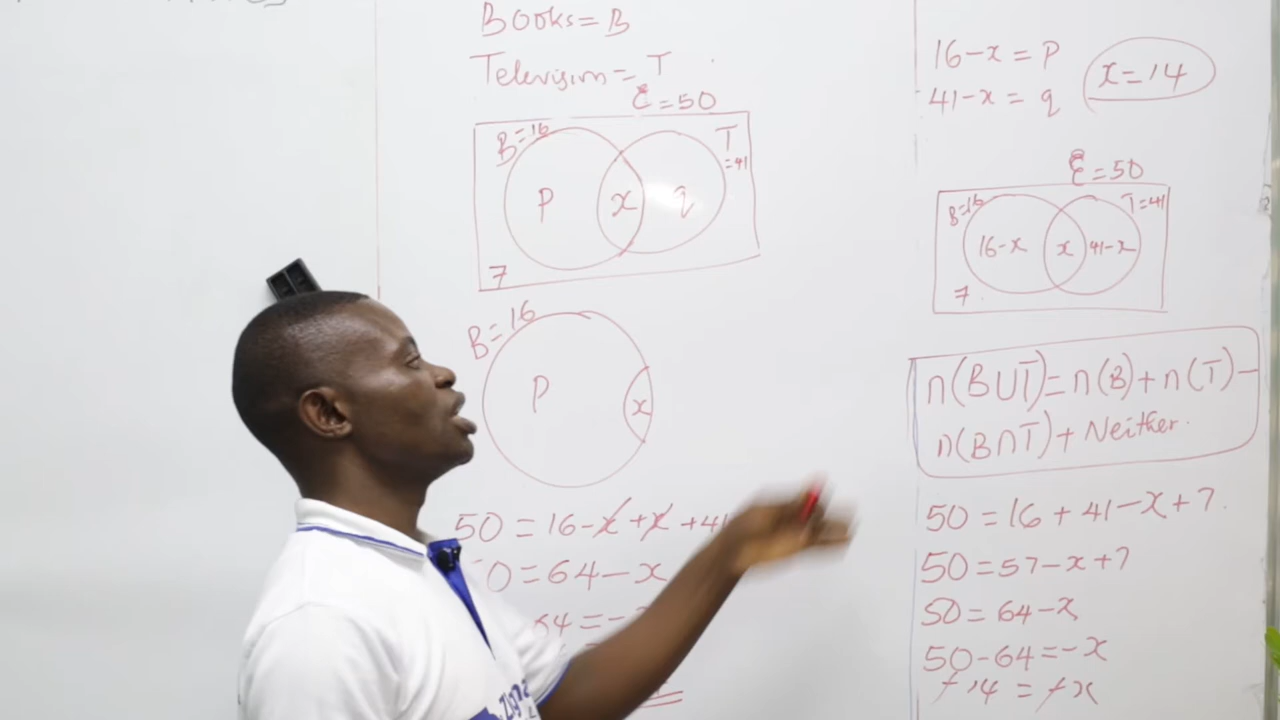 Books = B
Television = T
ℰ = 50
B = 16
T = 41
p x q
7
B = 16
p x
50 = 16 - x + x + 41
50 = 64 - x
64 = -
16 - x = p
41 - x = q
x = 14
ℰ = 50
B = 16 T = 41
16 - x x 41 - x
7
n(B∪T) = n(B) + n(T) -
n(B∩T) + Neither.
50 = 16 + 41 - x + 7.
50 = 57 - x + 7
50 = 64 - x
50 - 64 = -x
+14 = +x